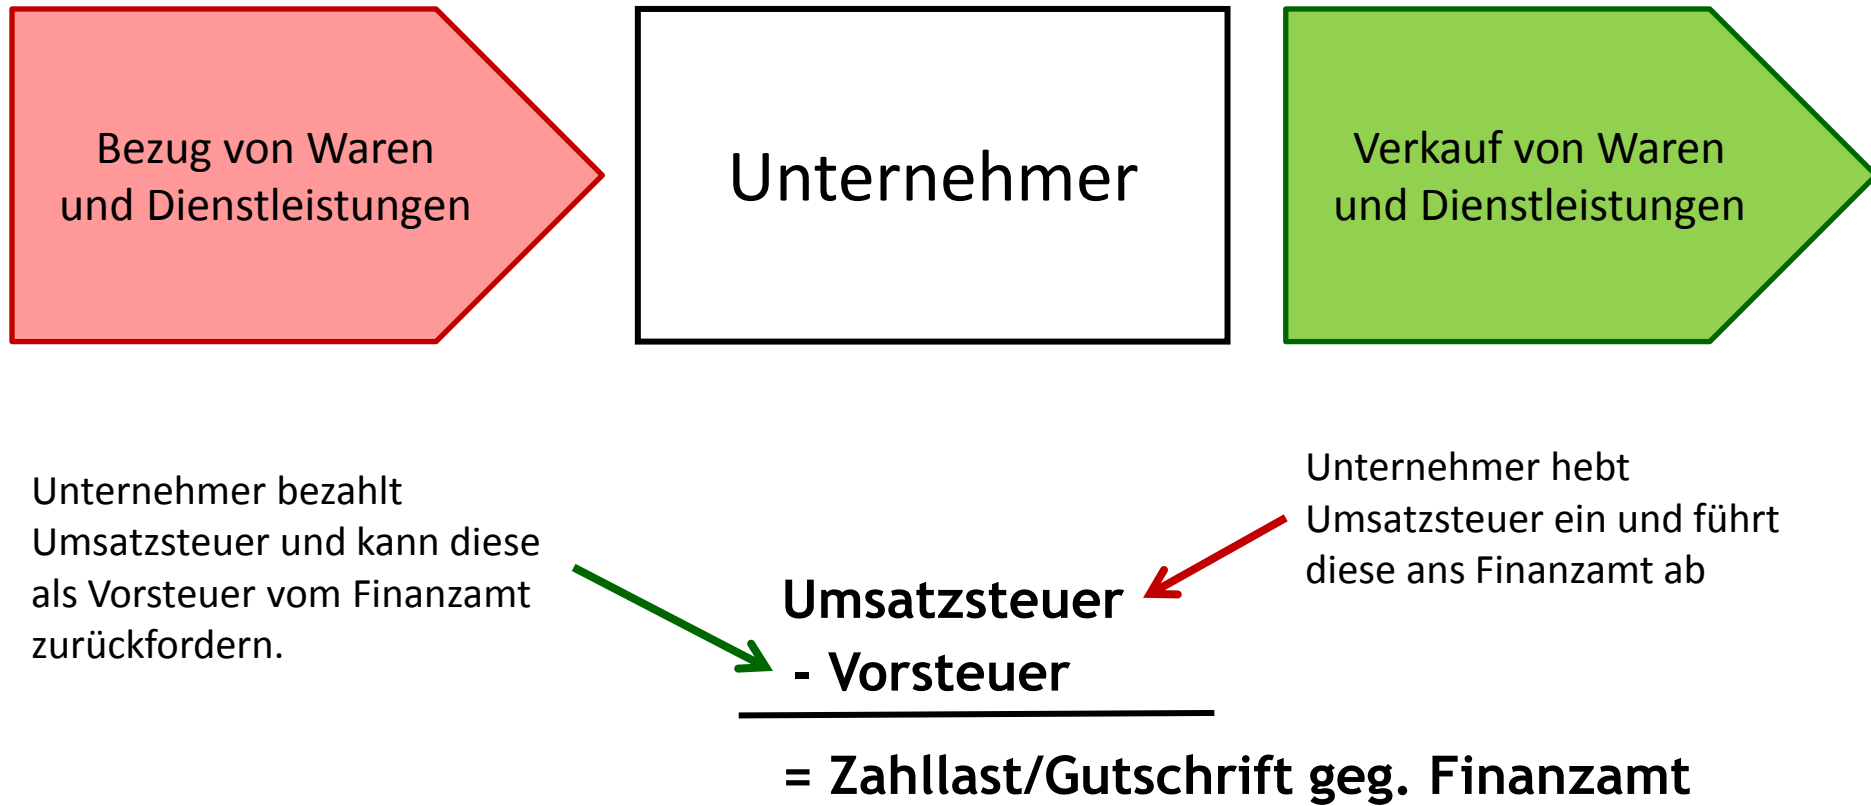 Bezug von Waren
und Dienstleistungen
Unternehmer
Verkauf von Waren
und Dienstleistungen
Unternehmer bezahlt
Umsatzsteuer und kann diese
als Vorsteuer vom Finanzamt
zurückfordern.
Unternehmer hebt
Umsatzsteuer ein und führt
diese ans Finanzamt ab
Umsatzsteuer
- Vorsteuer
= Zahllast/Gutschrift geg. Finanzamt